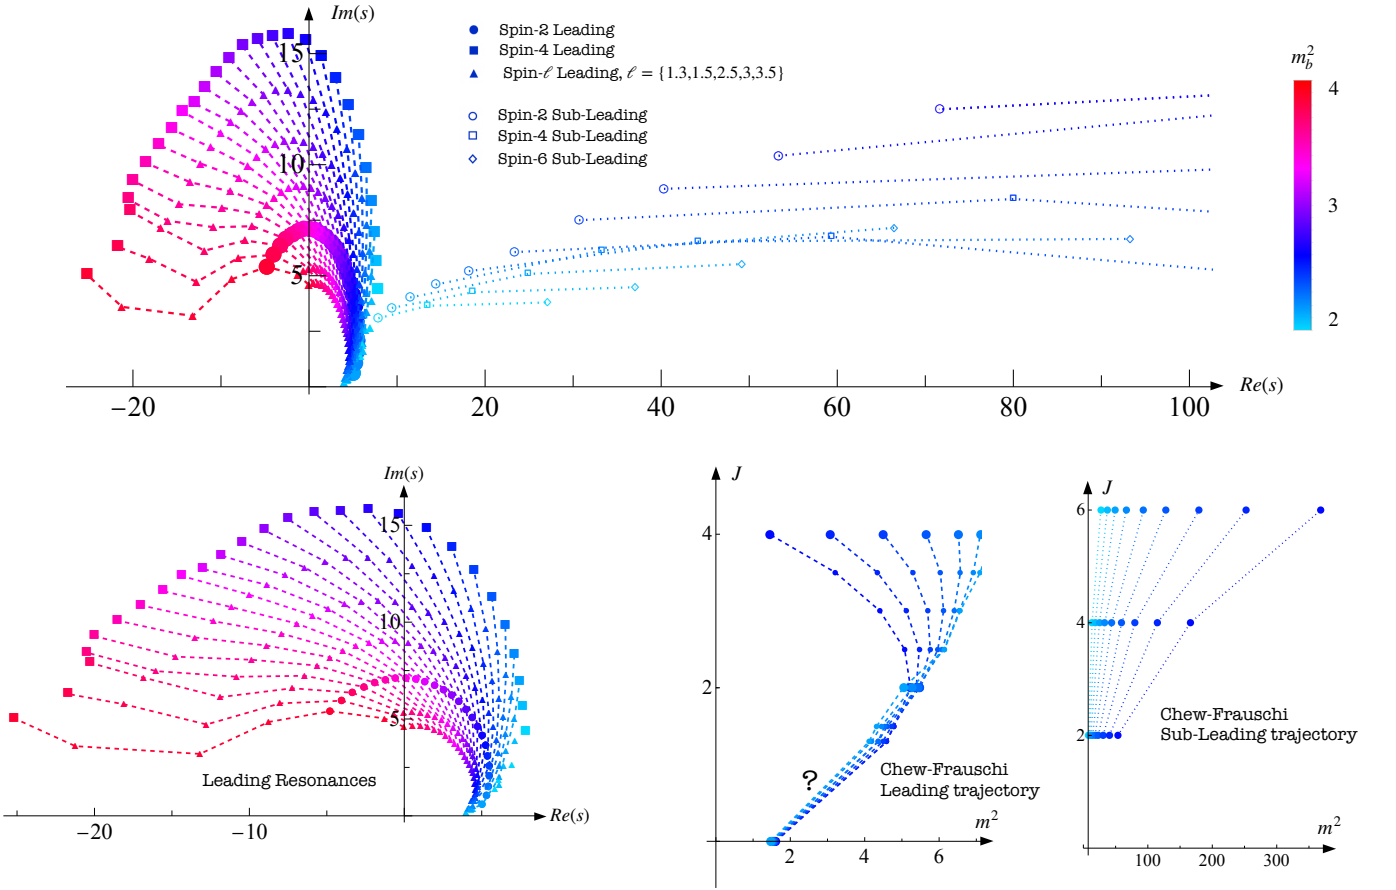 Im(s)
Spin-2 Leading
Spin-4 Leading
Spin-ℓ Leading, ℓ = {1.3,1.5,2.5,3,3.5}
Spin-2 Sub-Leading
Spin-4 Sub-Leading
Spin-6 Sub-Leading
15
10
5
−20
20
40
60
80
100
Re(s)
m_b^2
4
3
2
Im(s)
15
10
5
Leading Resonances
−20
−10
Re(s)
J
4
2
?
Chew-Frauschi
Leading trajectory
m^2
2
4
6
J
6
4
2
Chew-Frauschi
Sub-Leading trajectory
m^2
100
200
300